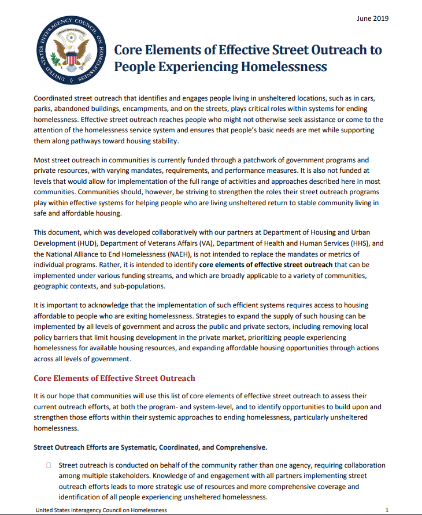 June 2019
UNITED STATES INTERAGENCY COUNCIL ON HOMELESSNESS
Core Elements of Effective Street Outreach to
People Experiencing Homelessness
Coordinated street outreach that identifies and engages people living in unsheltered locations, such as in cars,
parks, abandoned buildings, encampments, and on the streets, plays critical roles within systems for ending
homelessness. Effective street outreach reaches people who might not otherwise seek assistance or come to the
attention of the homelessness service system and ensures that people's basic needs are met while supporting
them along pathways toward housing stability.
Most street outreach in communities is currently funded through a patchwork of government programs and
private resources, with varying mandates, requirements, and performance measures. It is also not funded at
levels that would allow for implementation of the full range of activities and approaches described here in most
communities. Communities should, however, be striving to strengthen the roles their street outreach programs
play within effective systems for helping people who are living unsheltered return to stable community living in
safe and affordable housing.
This document, which was developed collaboratively with our partners at Department of Housing and Urban
Development (HUD), Department of Veterans Affairs (VA), Department of Health and Human Services (HHS), and
the National Alliance to End Homelessness (NAEH), is not intended to replace the mandates or metrics of
individual programs. Rather, it is intended to identify core elements of effective street outreach that can be
implemented under various funding streams, and which are broadly applicable to a variety of communities,
geographic contexts, and sub-populations.
It is important to acknowledge that the implementation of such efficient systems requires access to housing
affordable to people who are exiting homelessness. Strategies to expand the supply of such housing can be
implemented by all levels of government and across the public and private sectors, including removing local
policy barriers that limit housing development in the private market, prioritizing people experiencing
homelessness for available housing resources, and expanding affordable housing opportunities through actions
across all levels of government.
Core Elements of Effective Street Outreach
It is our hope that communities will use this list of core elements of effective street outreach to assess their
current outreach efforts, at both the program- and system-level, and to identify opportunities to build upon and
strengthen those efforts within their systemic approaches to ending homelessness, particularly unsheltered
homelessness.
Street Outreach Efforts are Systematic, Coordinated, and Comprehensive.
Street outreach is conducted on behalf of the community rather than one agency, requiring collaboration
among multiple stakeholders. Knowledge of and engagement with all partners implementing street
outreach efforts leads to more strategic use of resources and more comprehensive coverage and
identification of all people experiencing unsheltered homelessness.
United States Interagency Council on Homelessness 1